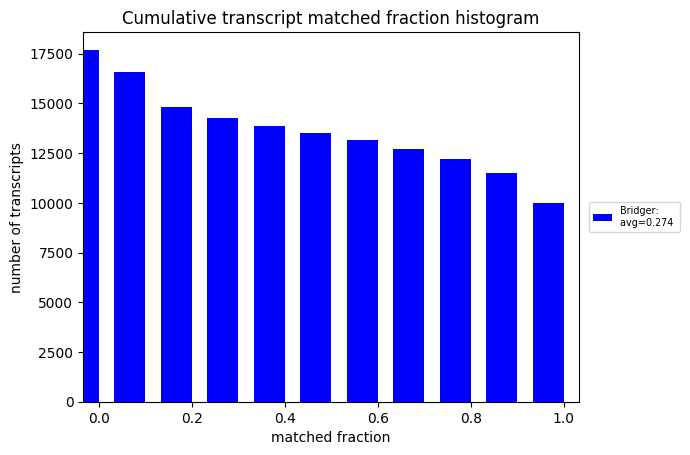 Cumulative transcript matched fraction histogram
number of transcripts
17500
15000
12500
10000
7500
5000
2500
0
0.0 0.2 0.4 0.6 0.8 1.0
matched fraction
Bridger:
avg=0.274